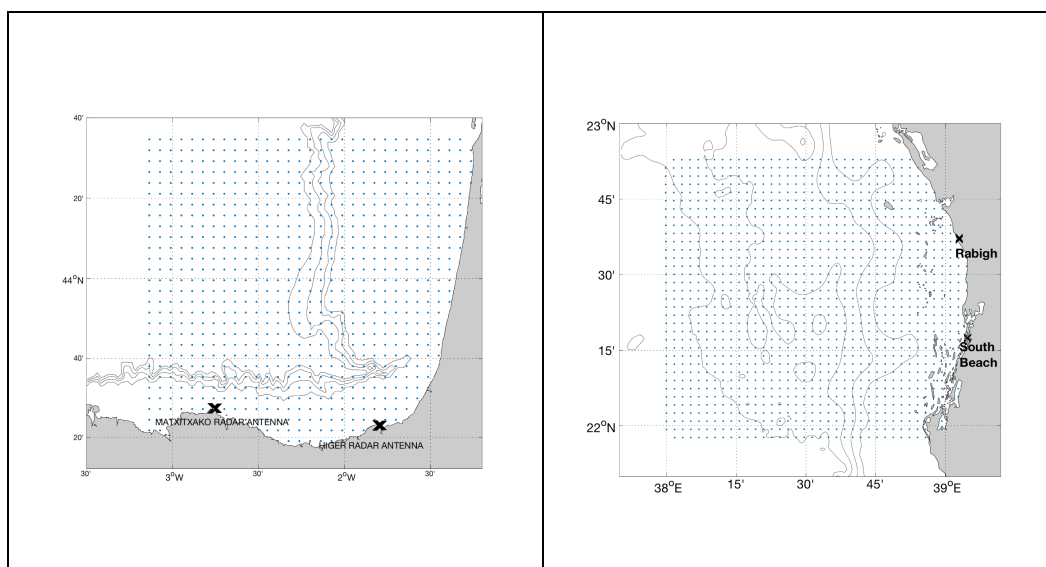 40'
20'
44°N
40'
20'
MATXITXAKO RADAR ANTENNA
HIGER RADAR ANTENNA
30'
3°W
30'
2°W
30'
23°N
45'
30'
15'
22°N
Rabigh
South
Beach
38°E
15'
30'
45'
39°E